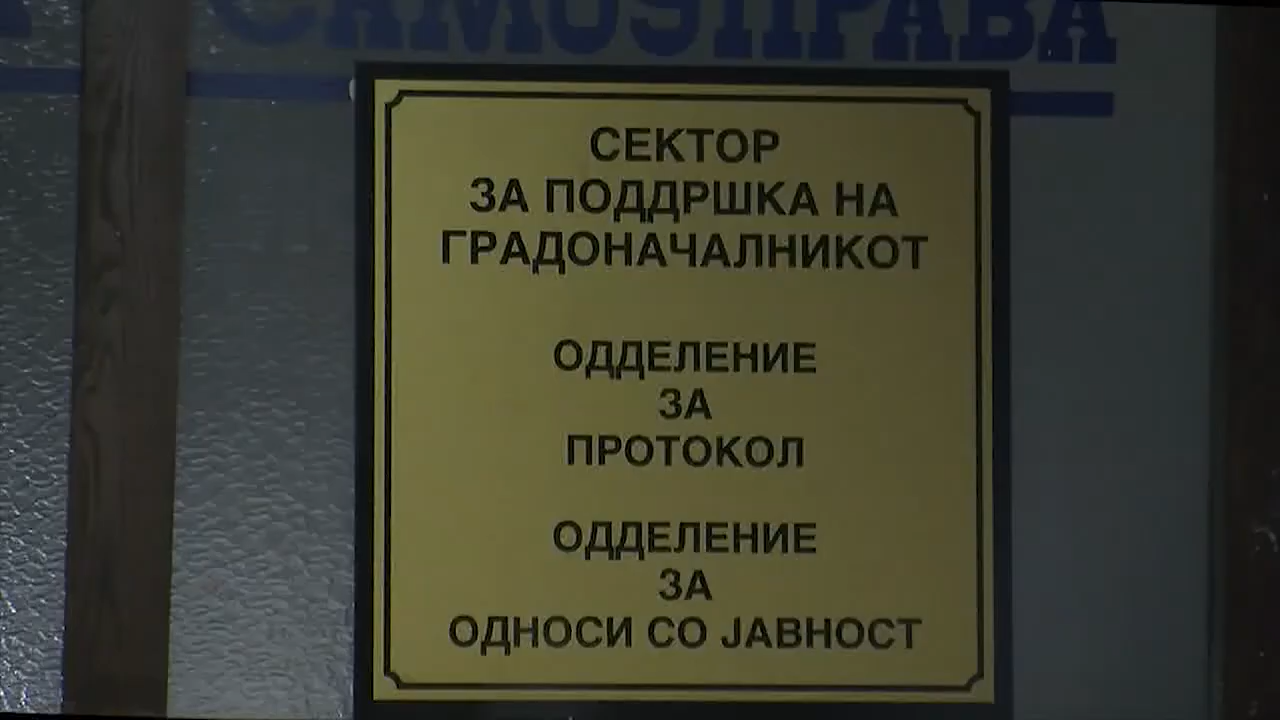 САМОУПРАВА
СЕКТОР
ЗА ПОДДРШКА НА
ГРАДОНАЧАЛНИКОТ
ОДДЕЛЕНИЕ
ЗА
ПРОТОКОЛ
ОДДЕЛЕНИЕ
ЗА
ОДНОСИ СО ЈАВНОСТ